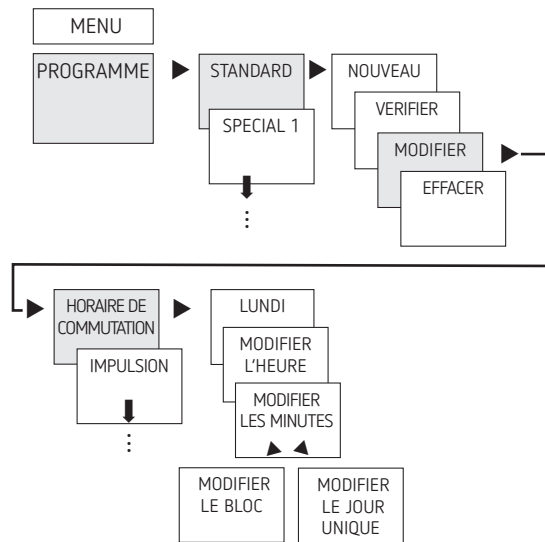 MENU
PROGRAMME
STANDARD
SPECIAL 1
NOUVEAU
VERIFIER
MODIFIER
EFFACER
HORAIRE DE
COMMUTATION
IMPULSION
LUNDI
MODIFIER
L'HEURE
MODIFIER
LES MINUTES
MODIFIER
LE BLOC
MODIFIER
LE JOUR
UNIQUE